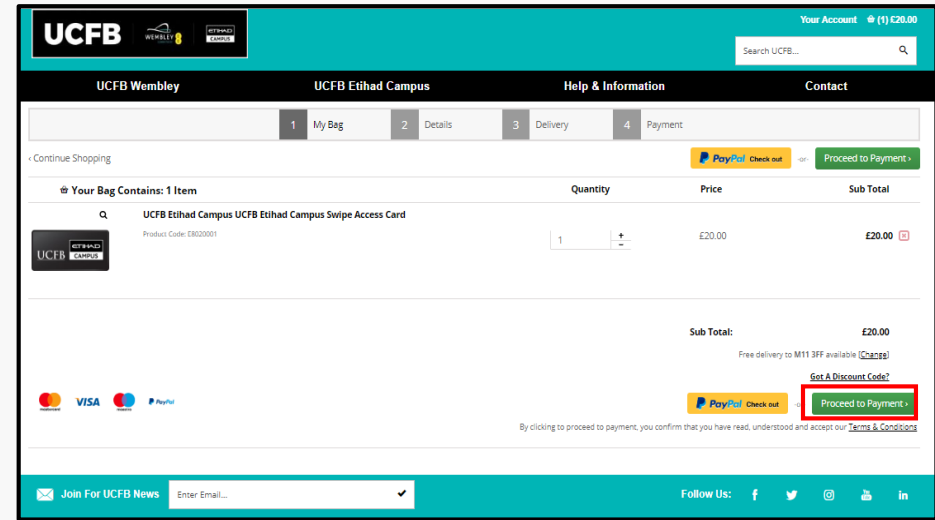 Your Account (1) £20.00
UCFB WEMBLEY ETIHAD CAMPUS
Search UCFB...
UCFB Wembley UCFB Etihad Campus Help & Information Contact
1 My Bag 2 Details 3 Delivery 4 Payment
‹ Continue Shopping PayPal Check out -or- Proceed to Payment ›
Your Bag Contains: 1 Item Quantity Price Sub Total
UCFB Etihad Campus UCFB Etihad Campus Swipe Access Card
Product Code: E8020001
1 + - £20.00 £20.00
UCFB ETIHAD CAMPUS
Sub Total: £20.00
Free delivery to M11 3FF available [Change]
Got A Discount Code?
mastercard VISA maestro PayPal PayPal Check out Proceed to Payment ›
By clicking to proceed to payment, you confirm that you have read, understood and accept our Terms & Conditions
Join For UCFB News Enter Email... Follow Us: f You in